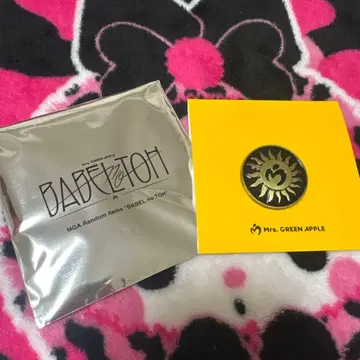 Mrs. GREEN APPLE
BABEL no TOH
MGA Random Items "BABEL no TOH"
Mrs. GREEN APPLE